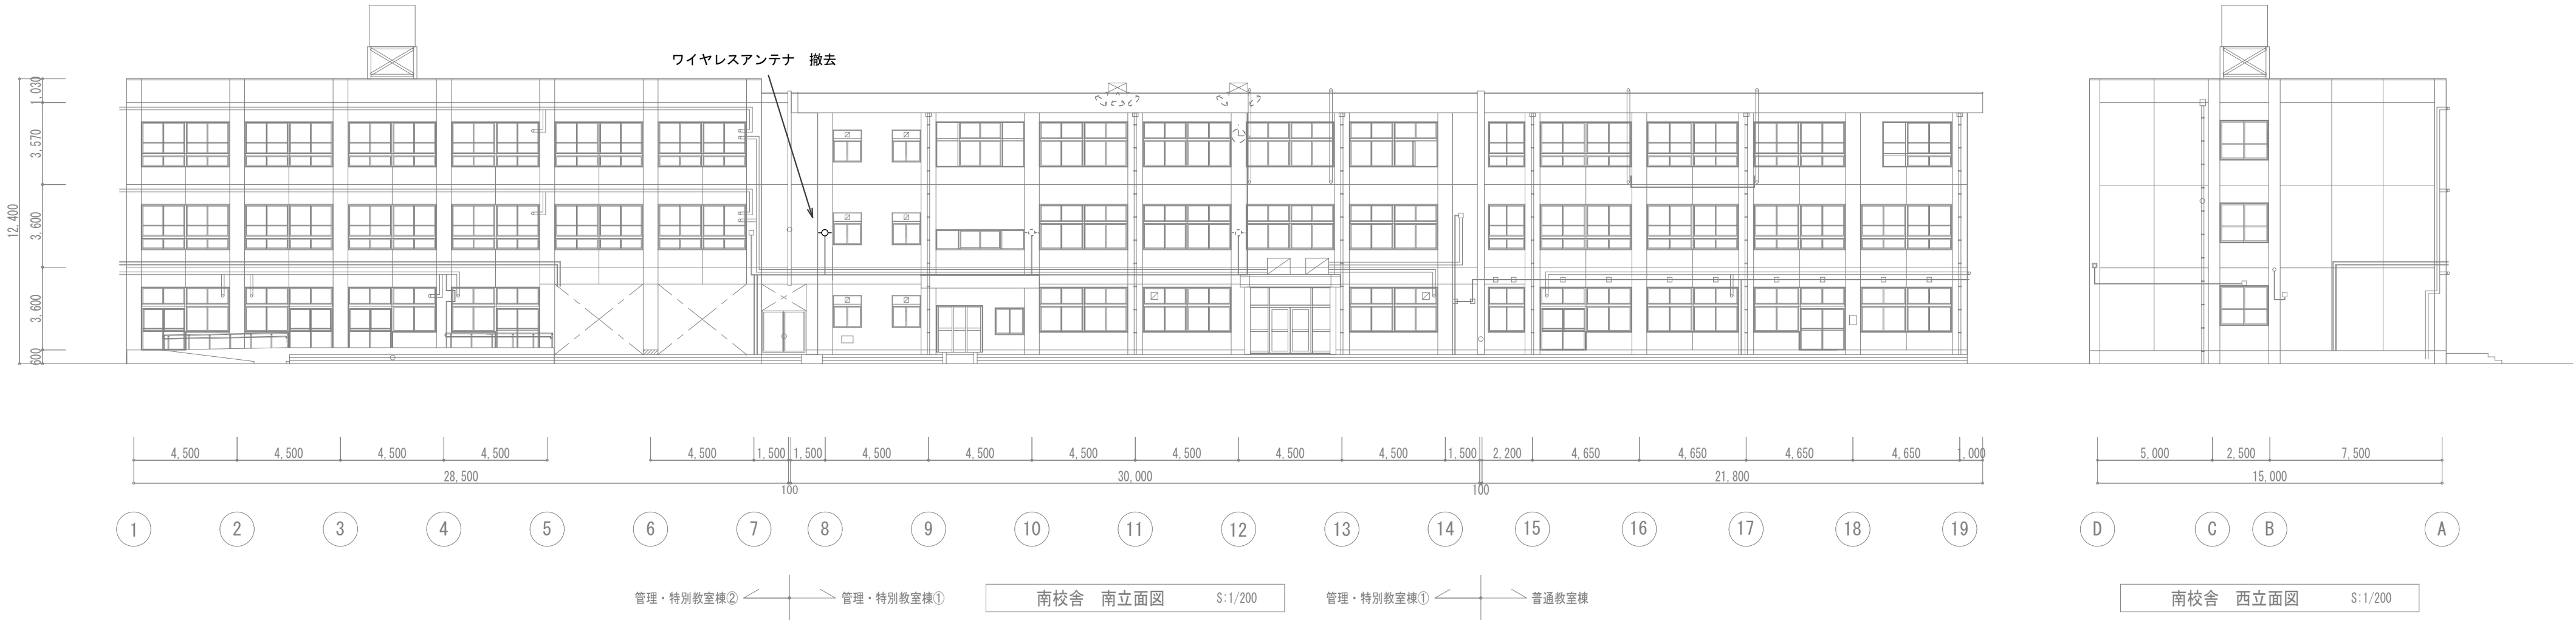 ワイヤレスアンテナ　撤去
12,400
1,030
3,570
3,600
3,600
600
4,500 4,500 4,500 4,500 4,500 1,500 1,500 4,500 4,500 4,500 4,500 4,500 4,500 1,500 2,200 4,650 4,650 4,650 4,650 1,000
28,500 100 30,000 100 21,800
5,000 2,500 7,500
15,000
1 2 3 4 5 6 7 8 9 10 11 12 13 14 15 16 17 18 19
D C B A
管理・特別教室棟② 管理・特別教室棟①
南校舎　南立面図 S:1/200
管理・特別教室棟① 普通教室棟
南校舎　西立面図 S:1/200